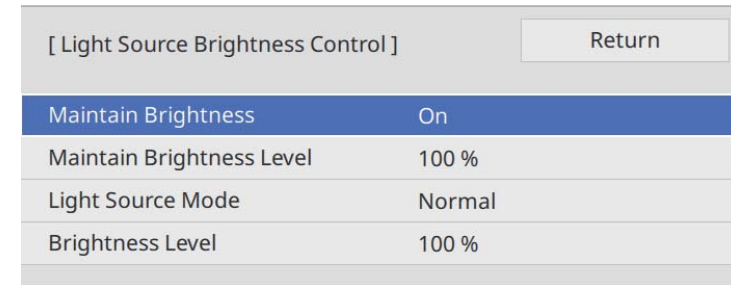 [ Light Source Brightness Control ] Return
Maintain Brightness On
Maintain Brightness Level 100 %
Light Source Mode Normal
Brightness Level 100 %